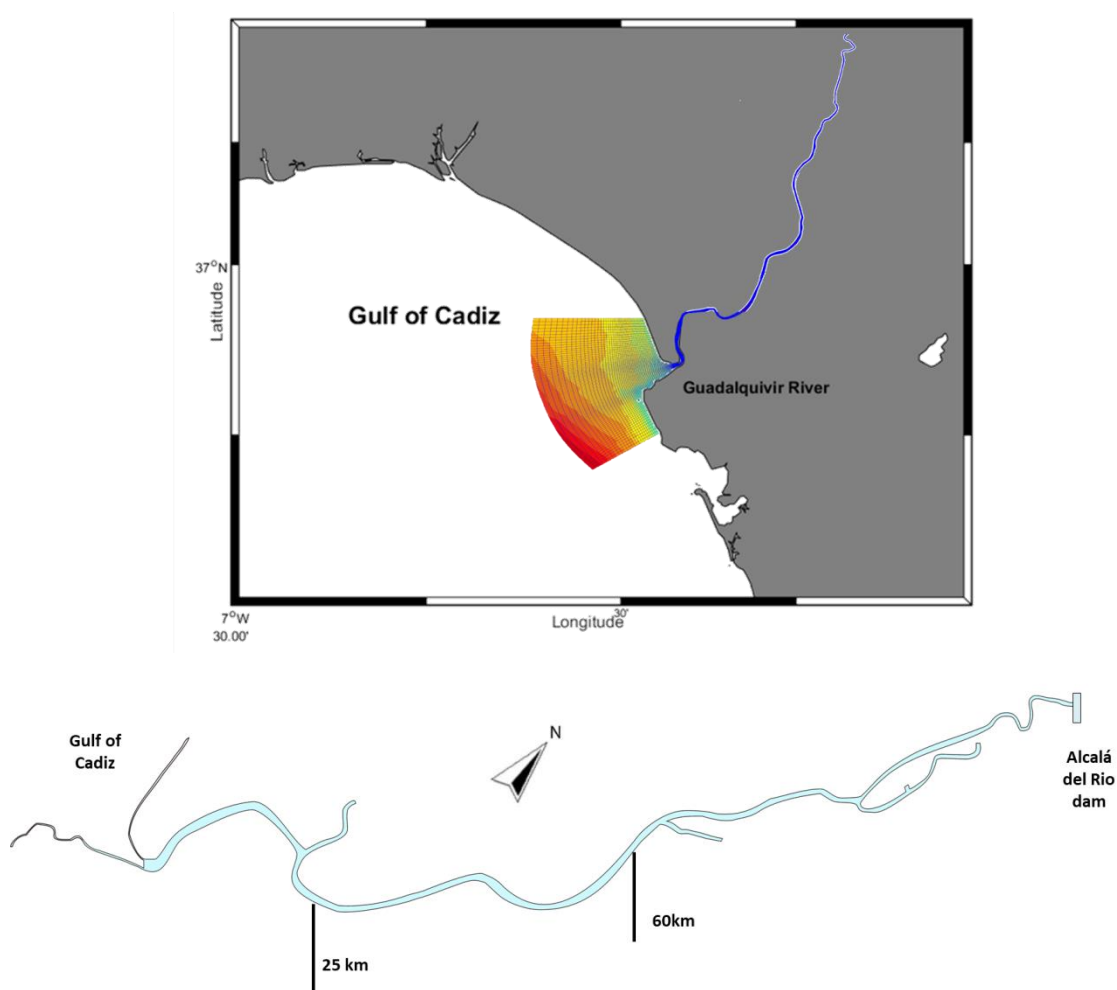 37°N
Latitude
Gulf of Cadiz
Guadalquivir River
7°W
30.00'
30'
Longitude
Gulf of
Cadiz
N
Alcalá
del Rio
dam
60km
25 km